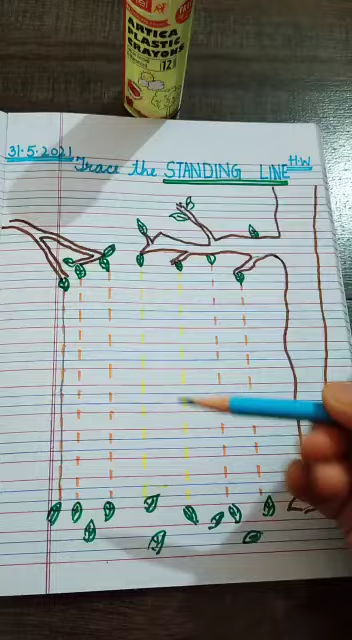 ARTICA
PLASTIC
CRAYONS
12
31.5.2021
H.W
Trace the STANDING LINE